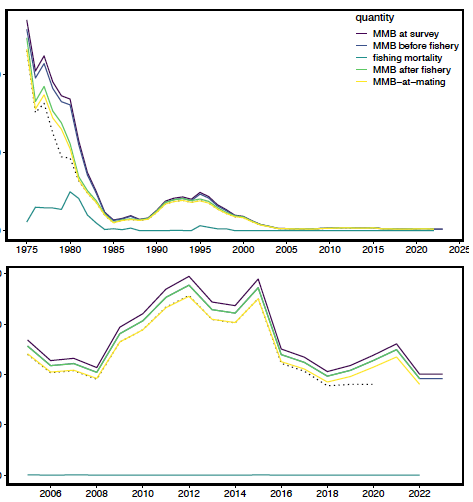 quantity
MMB at survey
MMB before fishery
fishing mortality
MMB after fishery
MMB−at−mating
1975 1980 1985 1990 1995 2000 2005 2010 2015 2020 2025
2006 2008 2010 2012 2014 2016 2018 2020 2022